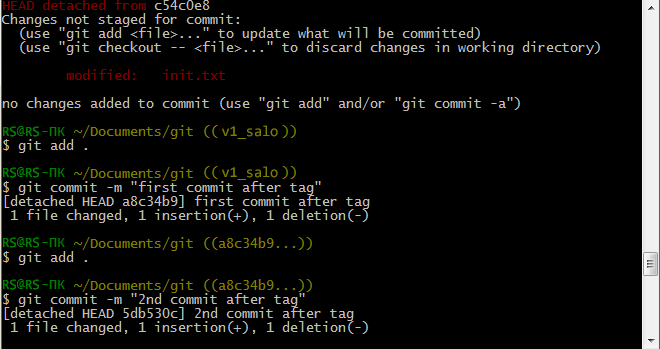 HEAD detached from c54c0e8
Changes not staged for commit:
  (use "git add <file>..." to update what will be committed)
  (use "git checkout -- <file>..." to discard changes in working directory)
        modified:   init.txt
no changes added to commit (use "git add" and/or "git commit -a")
RS@RS-ПК ~/Documents/git ((v1_salo))
$ git add .
RS@RS-ПК ~/Documents/git ((v1_salo))
$ git commit -m "first commit after tag"
[detached HEAD a8c34b9] first commit after tag
 1 file changed, 1 insertion(+), 1 deletion(-)
RS@RS-ПК ~/Documents/git ((a8c34b9...))
$ git add .
RS@RS-ПК ~/Documents/git ((a8c34b9...))
$ git commit -m "2nd commit after tag"
[detached HEAD 5db530c] 2nd commit after tag
 1 file changed, 1 insertion(+), 1 deletion(-)